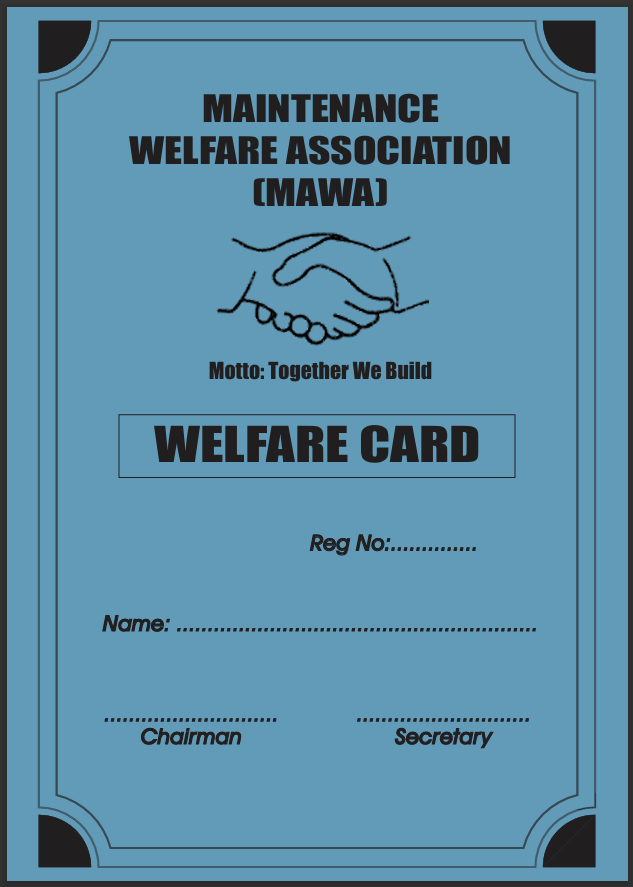 MAINTENANCE
WELFARE ASSOCIATION
(MAWA)
Motto: Together We Build
WELFARE CARD
Reg No:..............
Name: ............................................................
............................. .............................
Chairman Secretary